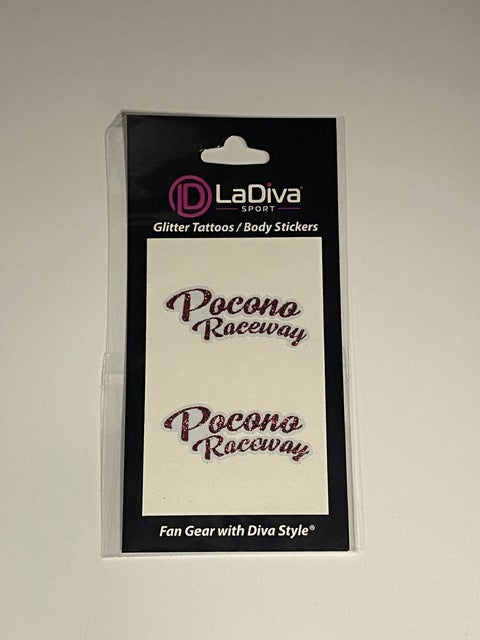 LaDiva
SPORT
Glitter Tattoos / Body Stickers
Pocono
Raceway
Pocono
Raceway
Fan Gear with Diva Style®